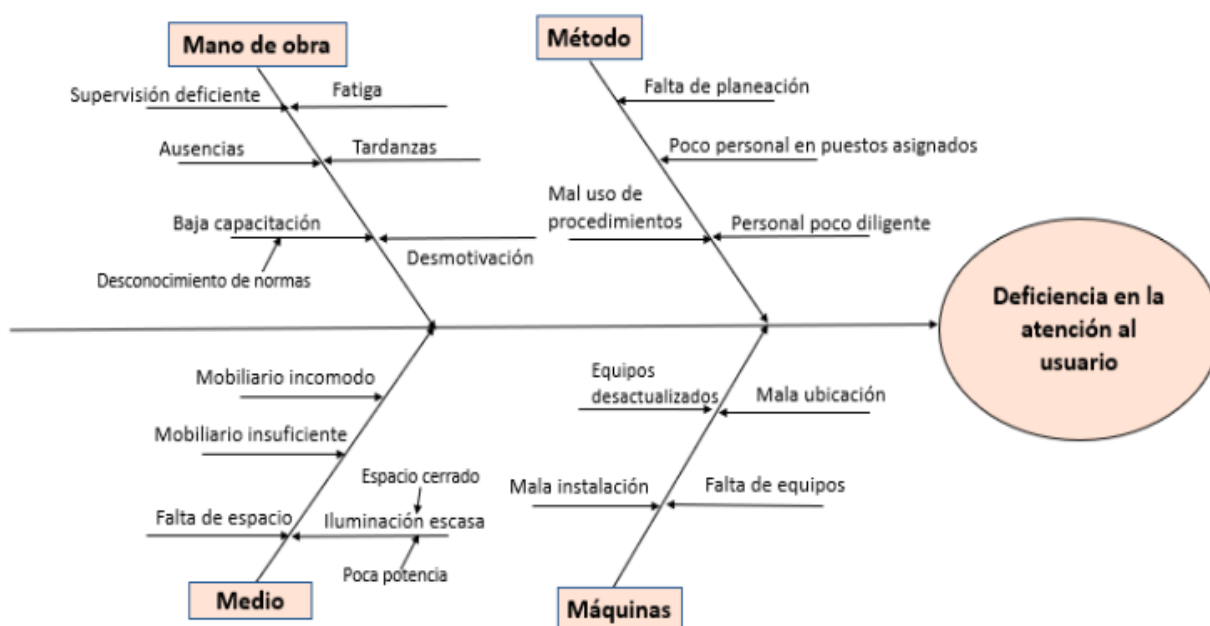 Mano de obra
Supervisión deficiente
Fatiga
Ausencias
Tardanzas
Baja capacitación
Desmotivación
Desconocimiento de normas
Método
Falta de planeación
Poco personal en puestos asignados
Mal uso de
procedimientos
Personal poco diligente
Deficiencia en la
atención al
usuario
Mobiliario incomodo
Mobiliario insuficiente
Espacio cerrado
Falta de espacio
Iluminación escasa
Poca potencia
Medio
Equipos
desactualizados
Mala ubicación
Mala instalación
Falta de equipos
Máquinas